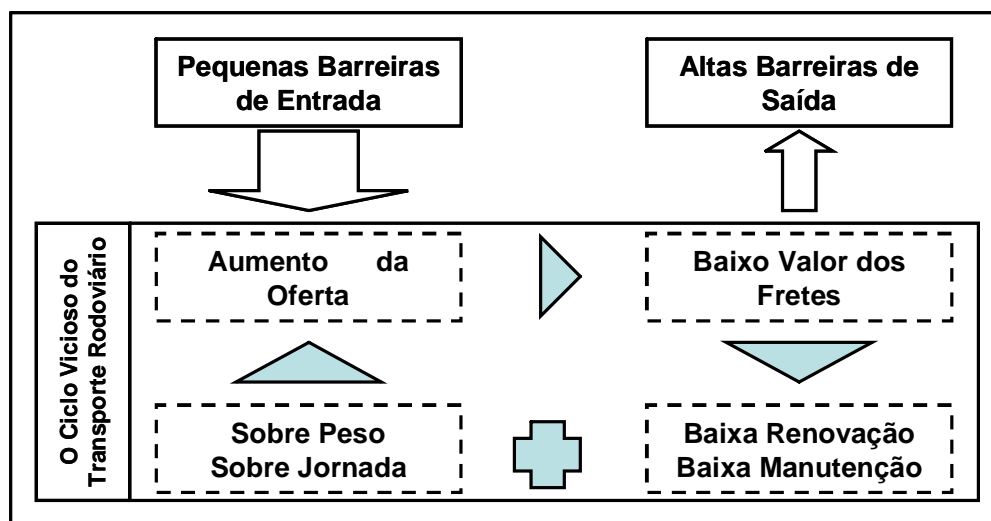 Pequenas Barreiras
de Entrada
Altas Barreiras de
Saída
O Ciclo Vicioso do
Transporte Rodoviário
Aumento da
Oferta
Baixo Valor dos
Fretes
Sobre Peso
Sobre Jornada
Baixa Renovação
Baixa Manutenção